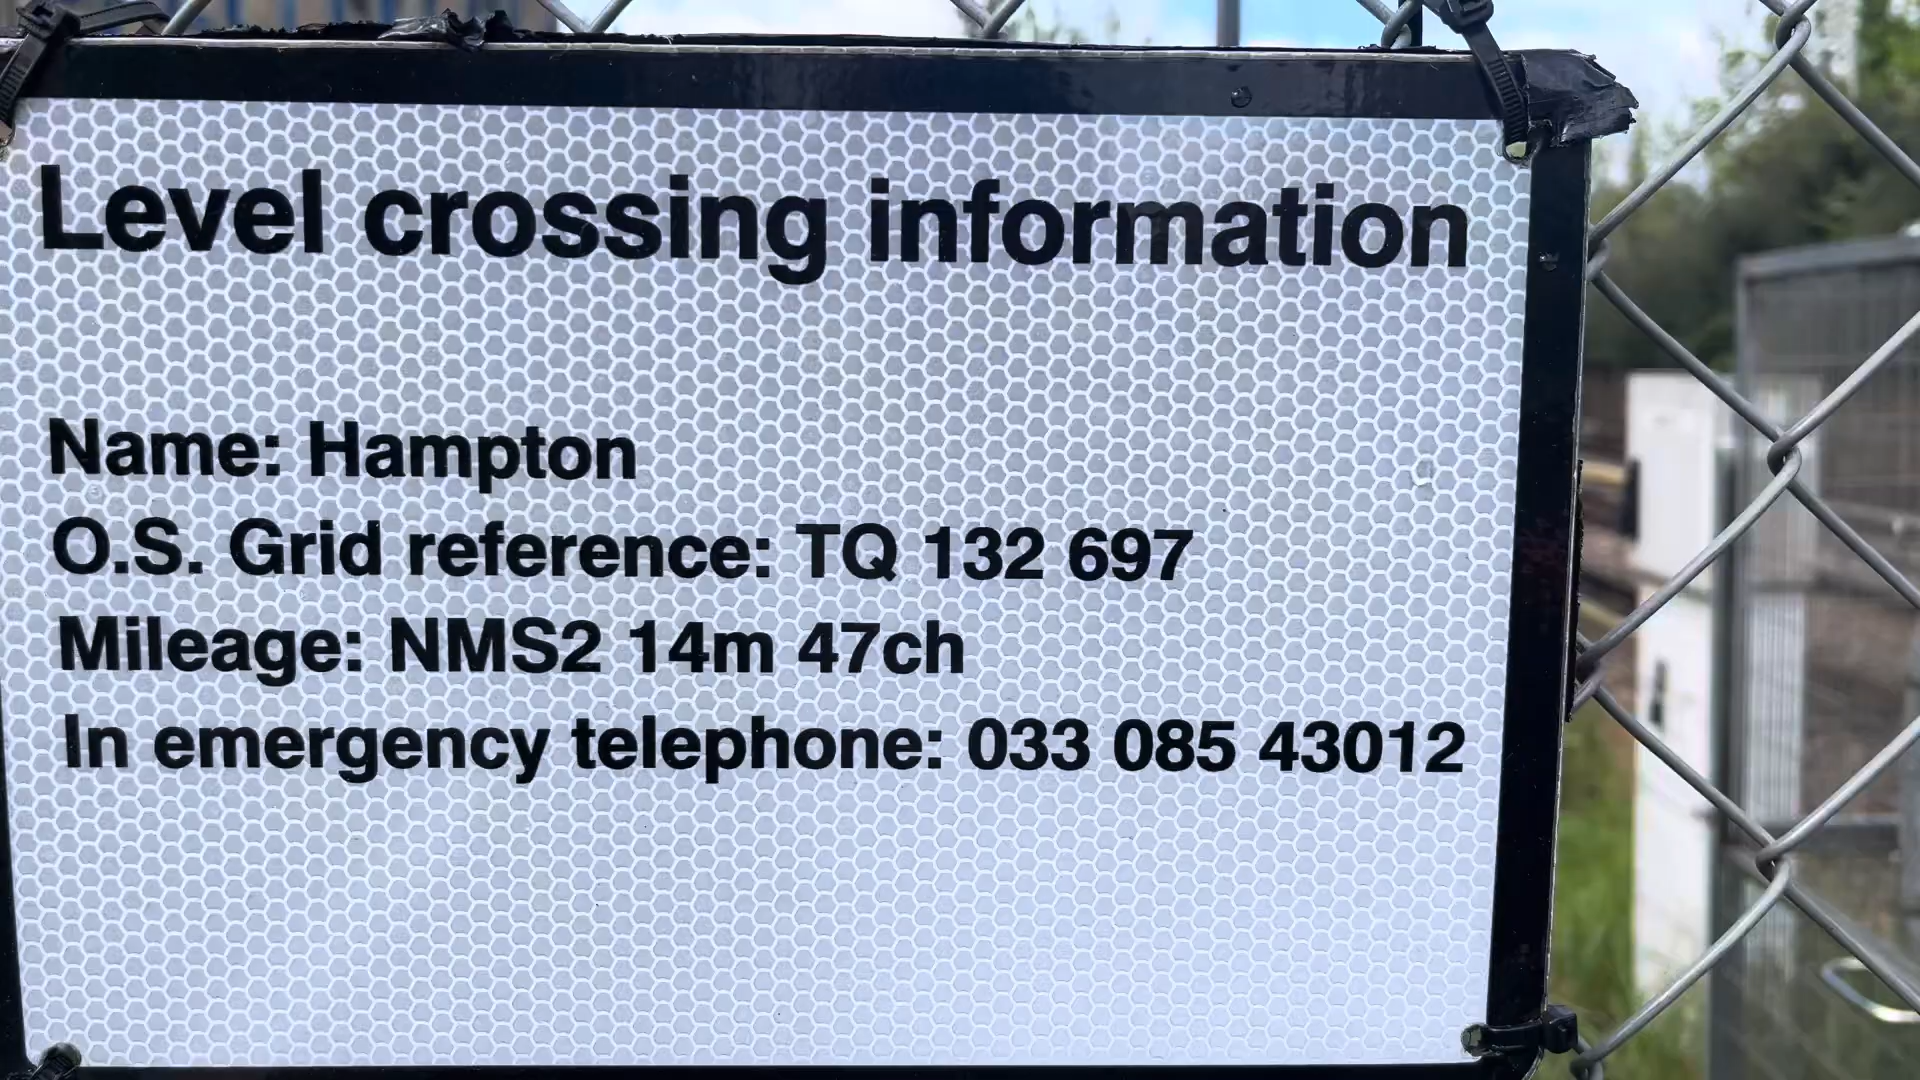 Level crossing information
Name: Hampton
O.S. Grid reference: TQ 132 697
Mileage: NMS2 14m 47ch
In emergency telephone: 033 085 43012